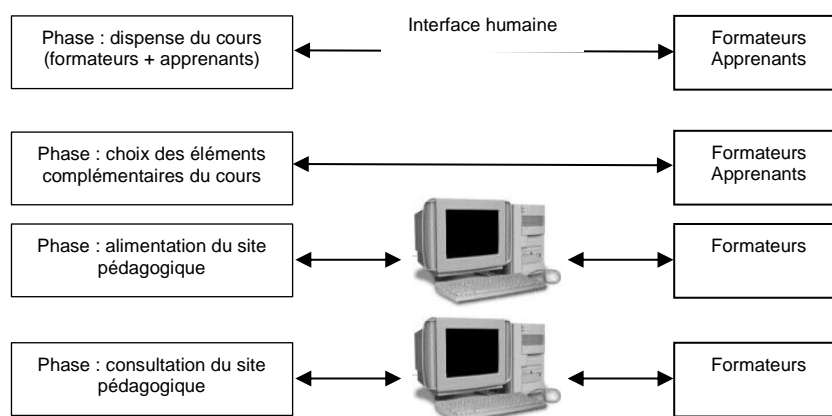 Phase : dispense du cours
(formateurs + apprenants)
Interface humaine
Formateurs
Apprenants
Phase : choix des éléments
complémentaires du cours
Formateurs
Apprenants
Phase : alimentation du site
pédagogique
Formateurs
Phase : consultation du site
pédagogique
Formateurs